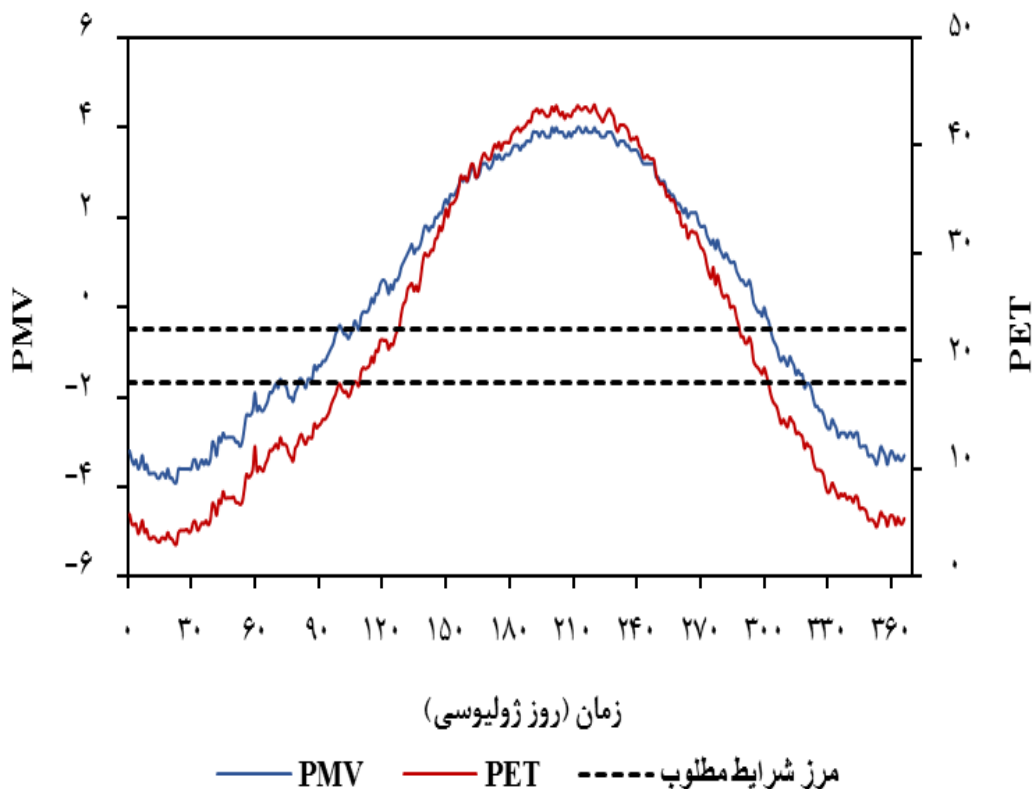 PMV
PET
۶
۴
۲
۰
-۲
-۴
-۶
۵۰
۴۰
۳۰
۲۰
۱۰
۰
۰ ۳۰ ۶۰ ۹۰ ۱۲۰ ۱۵۰ ۱۸۰ ۲۱۰ ۲۴۰ ۲۷۰ ۳۰۰ ۳۳۰ ۳۶۰
زمان (روز ژولیوسی)
PMV PET مرز شرایط مطلوب